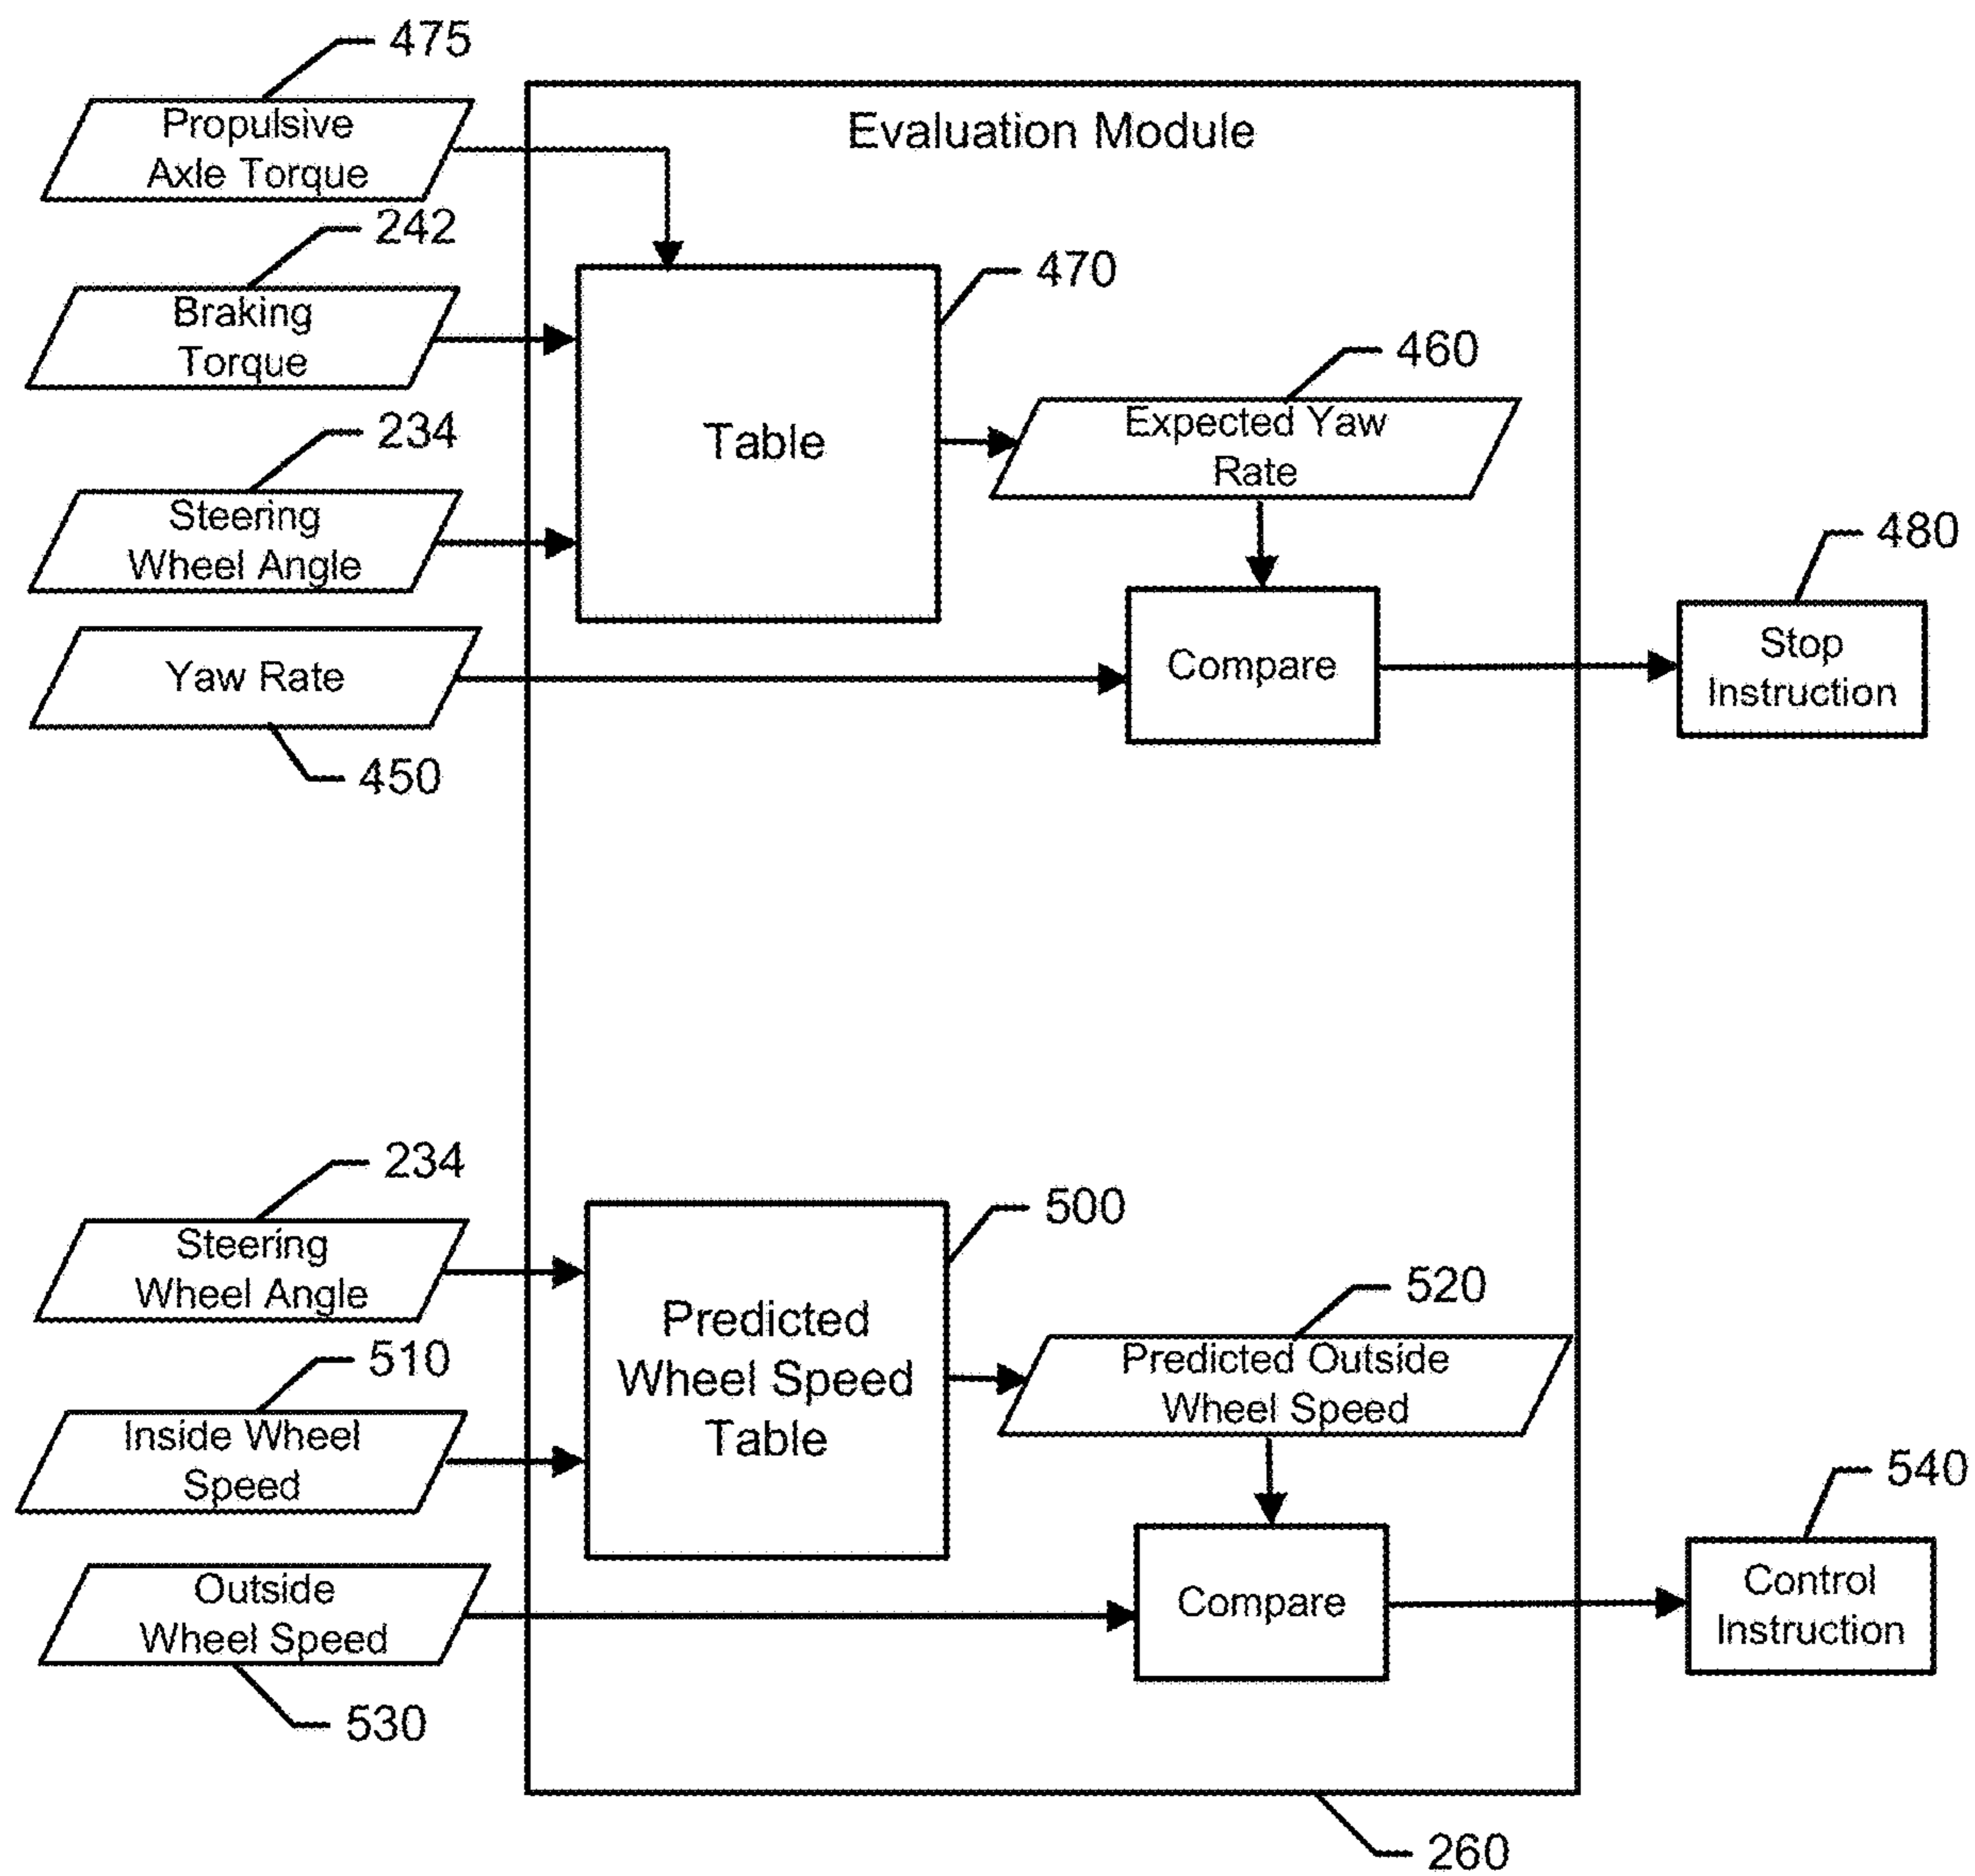 475
Propulsive
Axle Torque
Evaluation Module
242
Braking
Torque
470
Table
460
Expected Yaw
Rate
234
Steering
Wheel Angle
480
Stop
Instruction
Compare
Yaw Rate
450
234
Steering
Wheel Angle
500
Predicted
Wheel Speed
Table
520
Predicted Outside
Wheel Speed
510
Inside Wheel
Speed
540
Control
Instruction
Compare
Outside
Wheel Speed
530
260